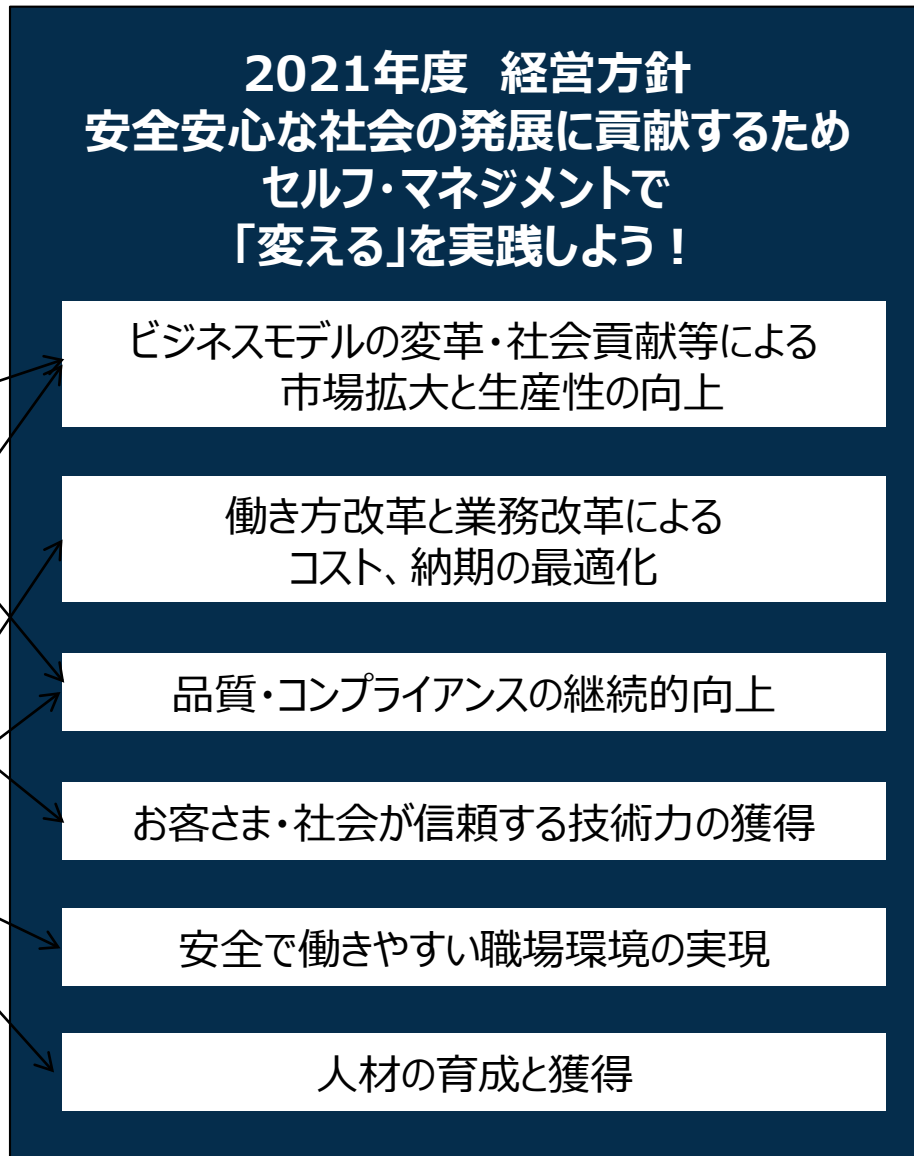 2021年度 経営方針
安全安心な社会の発展に貢献するため
セルフ・マネジメントで
「変える」を実践しよう！
ビジネスモデルの変革・社会貢献等による
市場拡大と生産性の向上
働き方改革と業務改革による
コスト、納期の最適化
品質・コンプライアンスの継続的向上
お客さま・社会が信頼する技術力の獲得
安全で働きやすい職場環境の実現
人材の育成と獲得